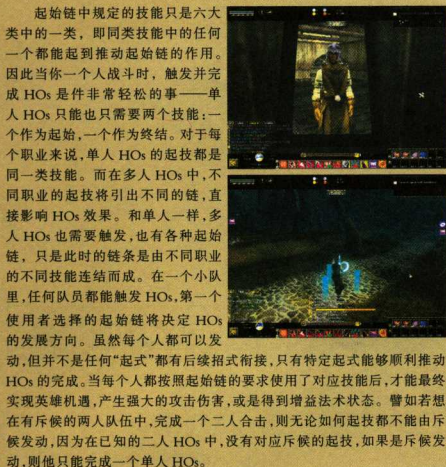 起始链中规定的技能只是六大
类中的一类，即同类技能中的任何
一个都能起到推动起始链的作用。
因此当你一个人战斗时，触发并完
成 HOs 是件非常轻松的事——单
人 HOs 只能也只需要两个技能：一
个作为起始，一个作为终结。对于每
个职业来说，单人 HOs 的起技都是
同一类技能。而在多人 HOs 中，不
同职业的起技将引出不同的链，直
接影响 HOs 效果。和单人一样，多
人 HOs 也需要触发，也有各种起始
链，只是此时的链条是由不同职业
的不同技能连结而成。在一个小队
里，任何队员都能触发 HOs，第一个
使用者选择的起始链将决定 HOs
的发展方向。虽然每个人都可以发
动，但并不是任何“起式”都有后续招式衔接，只有特定起式能够顺利推动
HOs 的完成。当每个人都按照起始链的要求使用了对应技能后，才能最终
实现英雄机遇，产生强大的攻击伤害，或是得到增益法术状态。譬如若想
在有斥候的两人队伍中，完成一个二人合击，则无论如何起技都不能由斥
候发动，因为在已知的二人 HOs 中，没有对应斥候的起技，如果是斥候发
动，则他只能完成一个单人 HOs。